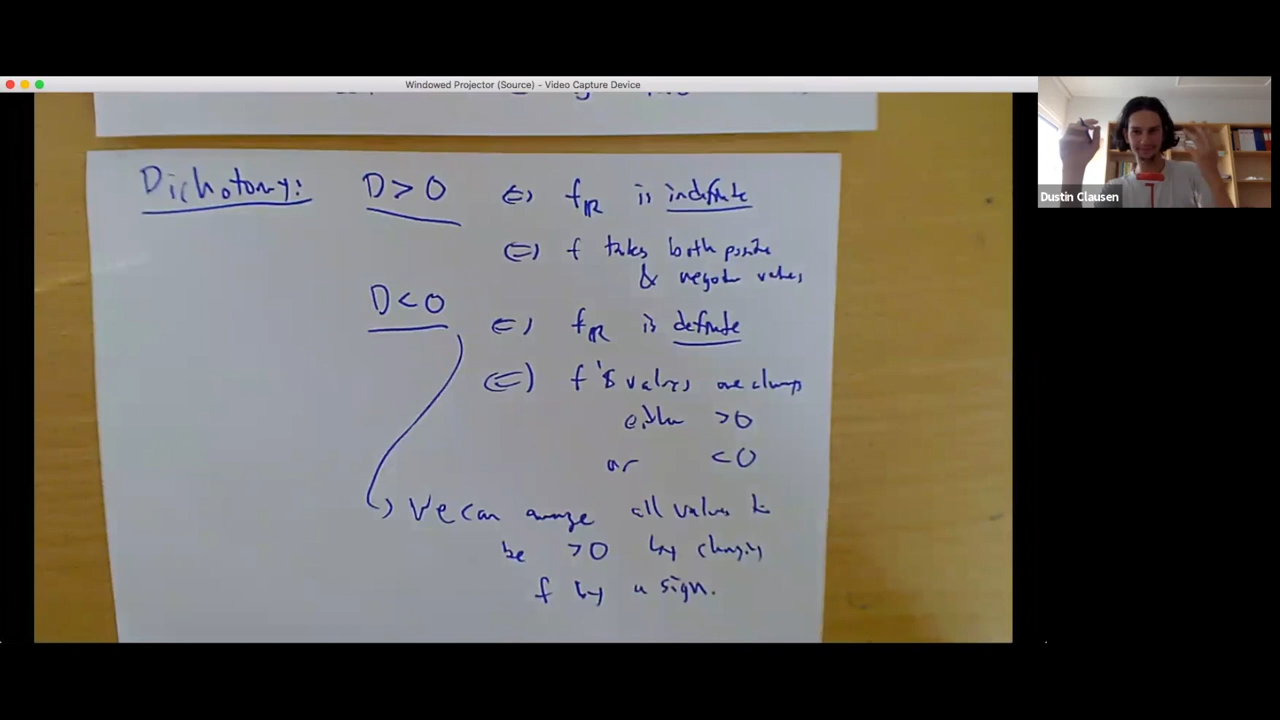 Windowed Projector (Source) - Video Capture Device
Dustin Clausen
Dichotomy: D > 0 ⇔ f_ℝ is indefinite
⇔ f takes both positive
& negative values
D < 0 ⇔ f_ℝ is definite
⇔ f's values are always
either > 0
or < 0
We can arrange all values to
be > 0 by changing
f by a sign.